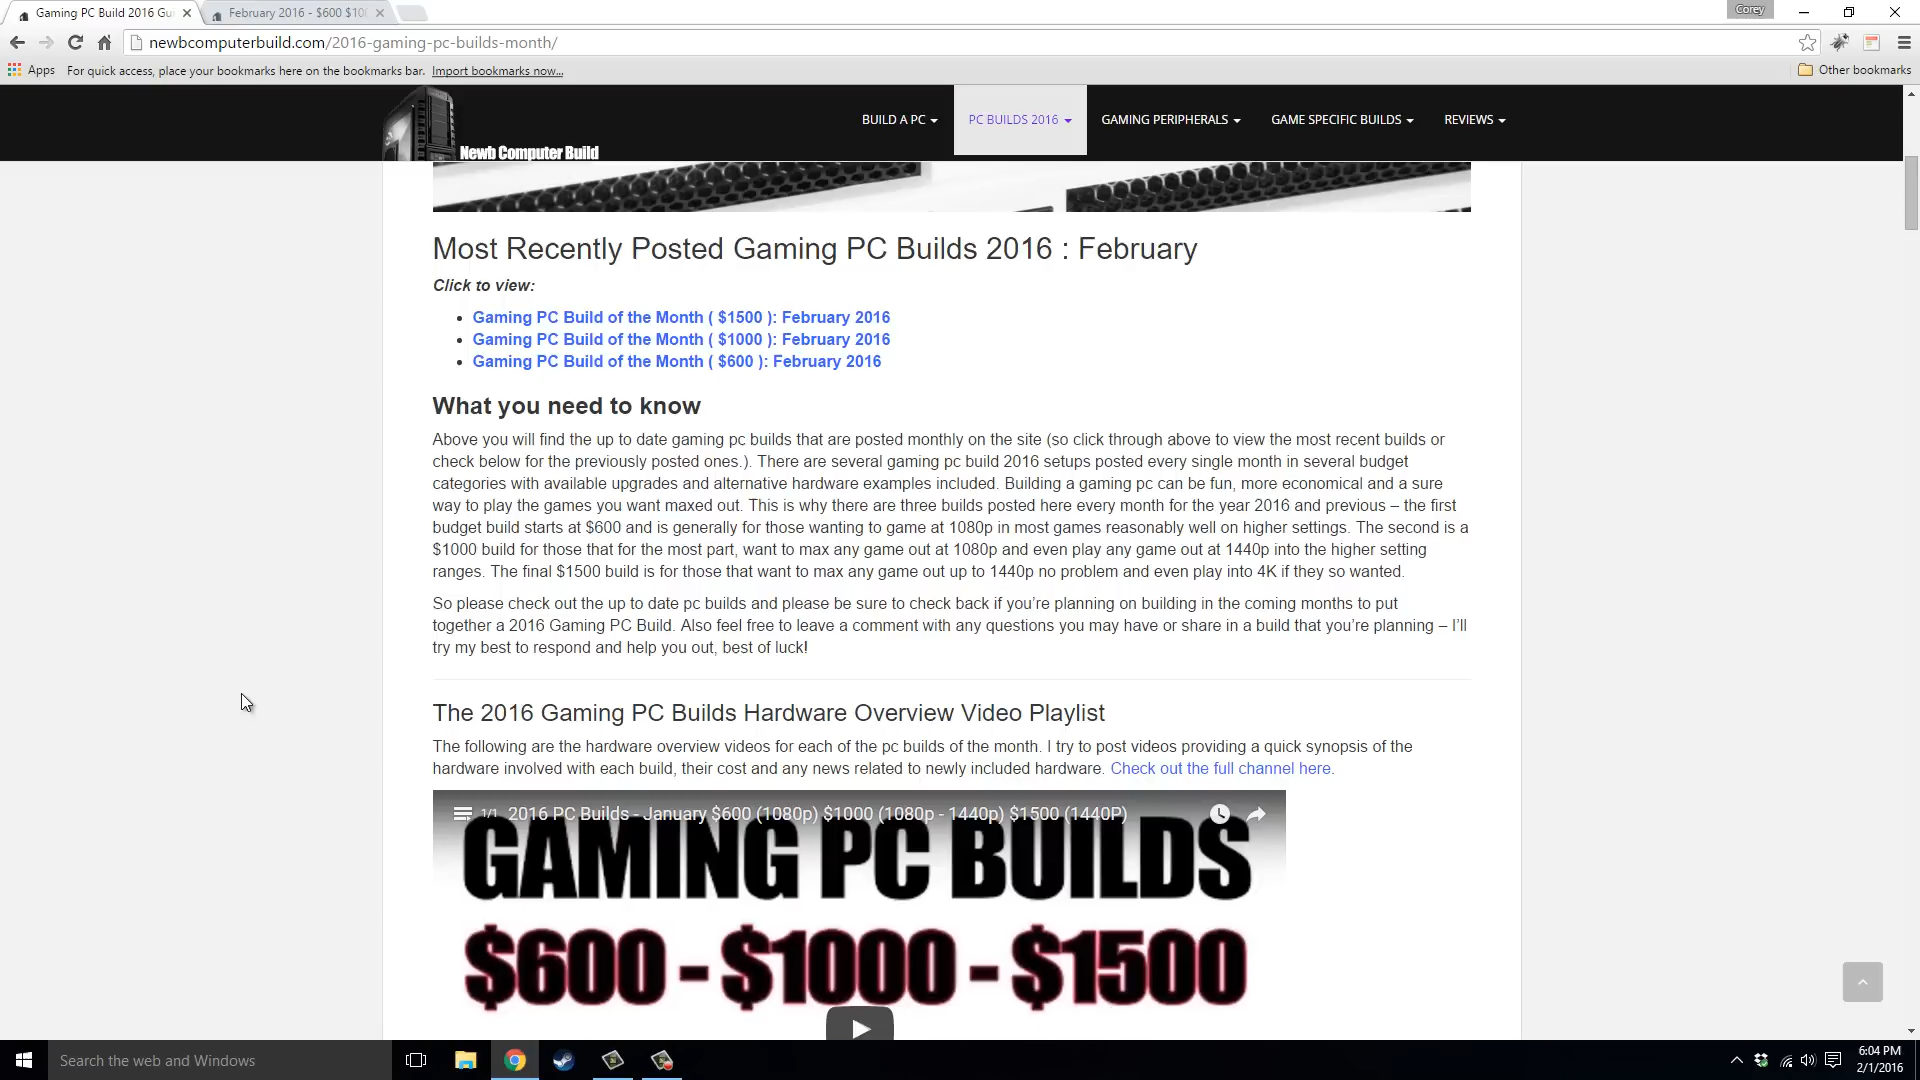 Gaming PC Build 2016 Gu
February 2016 - $600 $10
Corey
newbcomputerbuild.com/2016-gaming-pc-builds-month/
Apps For quick access, place your bookmarks here on the bookmarks bar. Import bookmarks now... Other bookmarks
BUILD A PC PC BUILDS 2016 GAMING PERIPHERALS GAME SPECIFIC BUILDS REVIEWS
Newb Computer Build
Most Recently Posted Gaming PC Builds 2016 : February
Click to view:
Gaming PC Build of the Month ( $1500 ): February 2016
Gaming PC Build of the Month ( $1000 ): February 2016
Gaming PC Build of the Month ( $600 ): February 2016
What you need to know
Above you will find the up to date gaming pc builds that are posted monthly on the site (so click through above to view the most recent builds or
check below for the previously posted ones.). There are several gaming pc build 2016 setups posted every single month in several budget
categories with available upgrades and alternative hardware examples included. Building a gaming pc can be fun, more economical and a sure
way to play the games you want maxed out. This is why there are three builds posted here every month for the year 2016 and previous – the first
budget build starts at $600 and is generally for those wanting to game at 1080p in most games reasonably well on higher settings. The second is a
$1000 build for those that for the most part, want to max any game out at 1080p and even play any game out at 1440p into the higher setting
ranges. The final $1500 build is for those that want to max any game out up to 1440p no problem and even play into 4K if they so wanted.
So please check out the up to date pc builds and please be sure to check back if you’re planning on building in the coming months to put
together a 2016 Gaming PC Build. Also feel free to leave a comment with any questions you may have or share in a build that you’re planning – I’ll
try my best to respond and help you out, best of luck!
The 2016 Gaming PC Builds Hardware Overview Video Playlist
The following are the hardware overview videos for each of the pc builds of the month. I try to post videos providing a quick synopsis of the
hardware involved with each build, their cost and any news related to newly included hardware. Check out the full channel here.
1/1 2016 PC Builds - January $600 (1080p) $1000 (1080p - 1440p) $1500 (1440P)
GAMING PC BUILDS
$600 - $1000 - $1500
Search the web and Windows
6:04 PM
2/1/2016